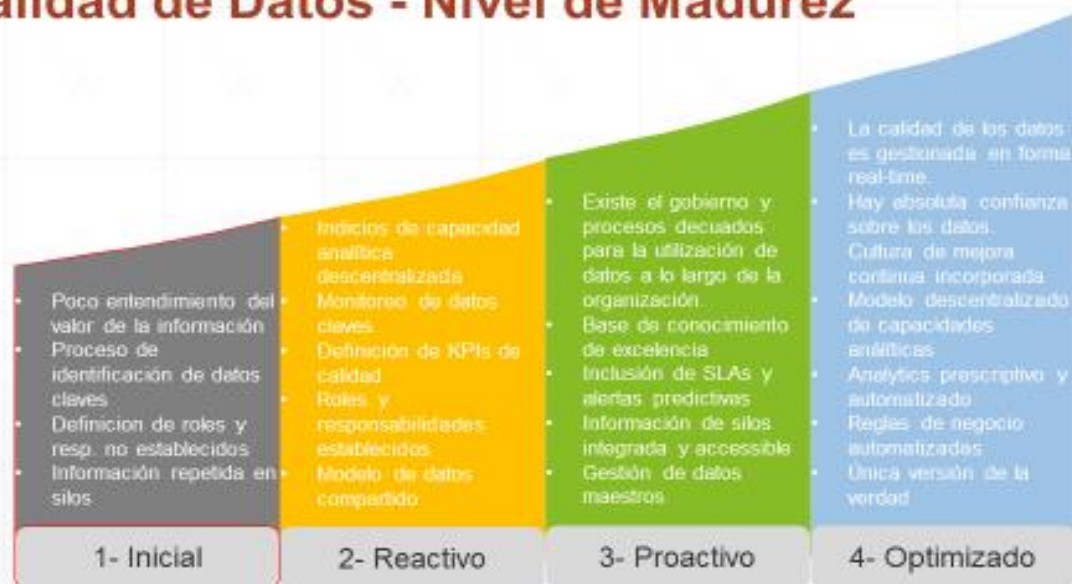 alidad de Datos - Nivel de Madurez
• Poco entendimiento del
valor de la información
• Proceso de
identificación de datos
claves
• Definicion de roles y
resp. no establecidos
• Información repetida en
silos
1- Inicial
• Indicios de capacidad
analítica
descentralizada
• Monitoreo de datos
claves
• Definición de KPIs de
calidad
• Roles y
responsabilidades
establecidos
• Modelo de datos
compartido
2- Reactivo
• Existe el gobierno y
procesos decuados
para la utilización de
datos a lo largo de la
organización.
• Base de conocimiento
de excelencia
• Inclusión de SLAs y
alertas predictivas
• Información de silos
integrada y accessible
• Gestión de datos
maestros
3- Proactivo
• La calidad de los datos
es gestionada en forma
real-time.
• Hay absoluta confianza
sobre los datos.
• Cultura de mejora
continua incorporada
• Modelo descentralizado
de capacidades
analíticas
• Analytics prescriptivo y
automatizado
• Reglas de negocio
automatizadas
• Única versión de la
verdad
4- Optimizado